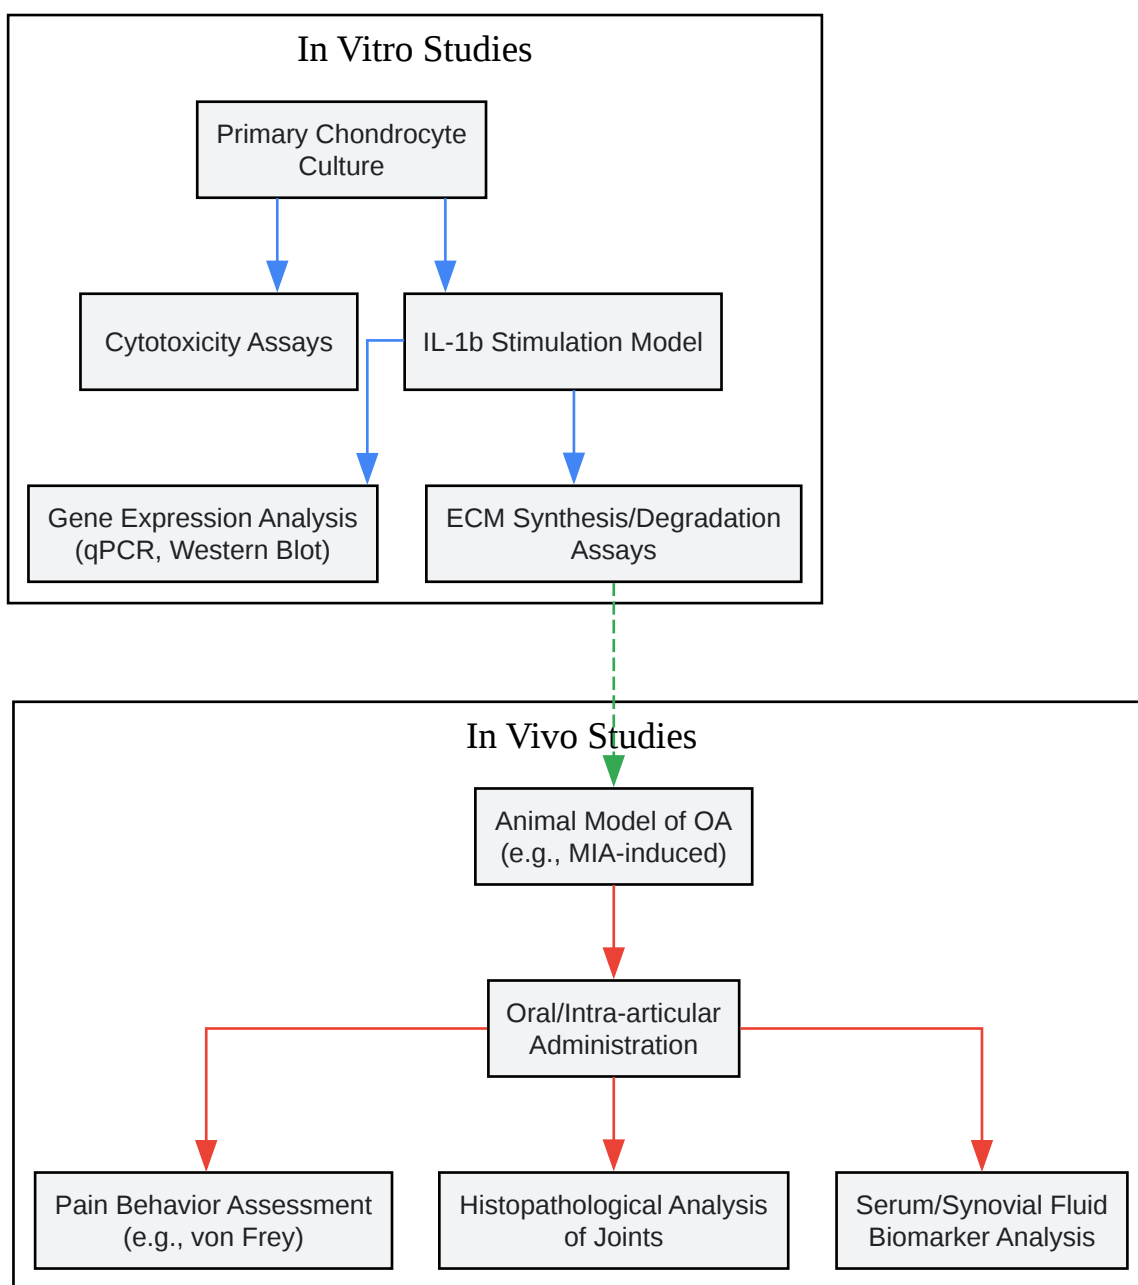 In Vitro Studies
Primary Chondrocyte
Culture
Cytotoxicity Assays
IL-1b Stimulation Model
Gene Expression Analysis
(qPCR, Western Blot)
ECM Synthesis/Degradation
Assays
In Vivo Studies
Animal Model of OA
(e.g., MIA-induced)
Oral/Intra-articular
Administration
Pain Behavior Assessment
(e.g., von Frey)
Histopathological Analysis
of Joints
Serum/Synovial Fluid
Biomarker Analysis